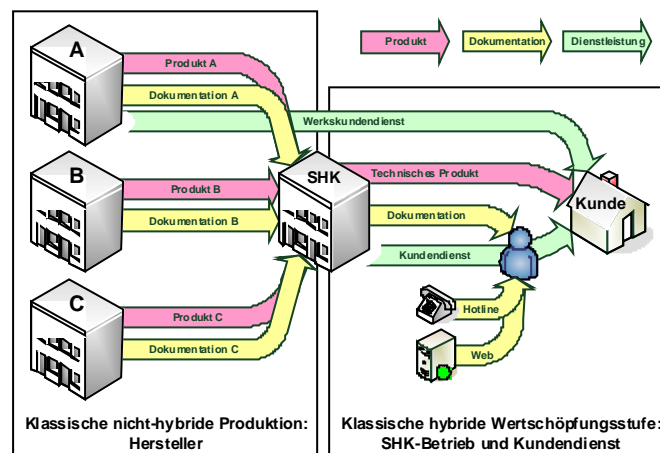 Produkt
Dokumentation
Dienstleistung
A
Produkt A
Dokumentation A
Werkskundendienst
B
Produkt B
Dokumentation B
C
Produkt C
Dokumentation C
SHK
Technisches Produkt
Dokumentation
Kundendienst
Kunde
Hotline
Web
Klassische nicht-hybride Produktion:
Hersteller
Klassische hybride Wertschöpfungsstufe:
SHK-Betrieb und Kundendienst